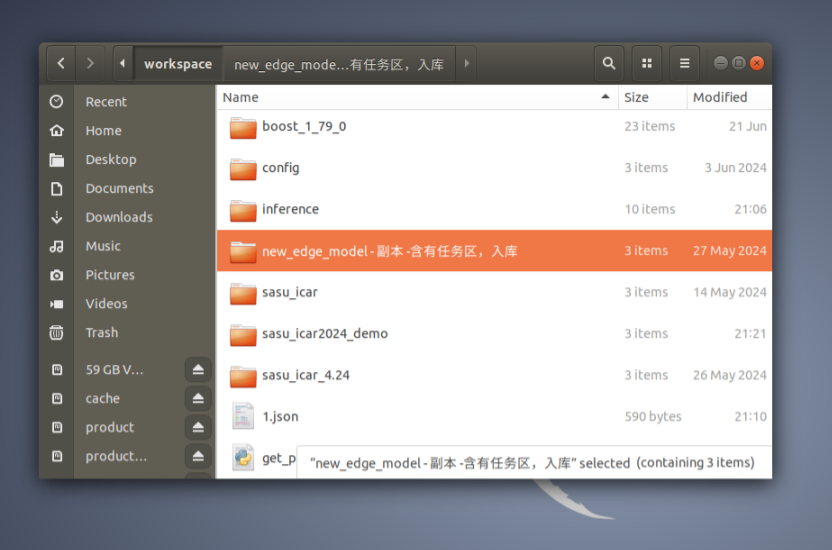 workspace
new_edge_mode...有任务区，入库
Recent
Home
Desktop
Documents
Downloads
Music
Pictures
Videos
Trash
59 GB V...
cache
product
product...
Name Size Modified
boost_1_79_0 23 items 21 Jun
config 3 items 3 Jun 2024
inference 10 items 21:06
new_edge_model - 副本 -含有任务区，入库 3 items 27 May 2024
sasu_icar 3 items 14 May 2024
sasu_icar2024_demo 3 items 21:21
sasu_icar_4.24 3 items 26 May 2024
1.json 590 bytes 21:10
get_p
“new_edge_model - 副本 -含有任务区，入库” selected (containing 3 items)